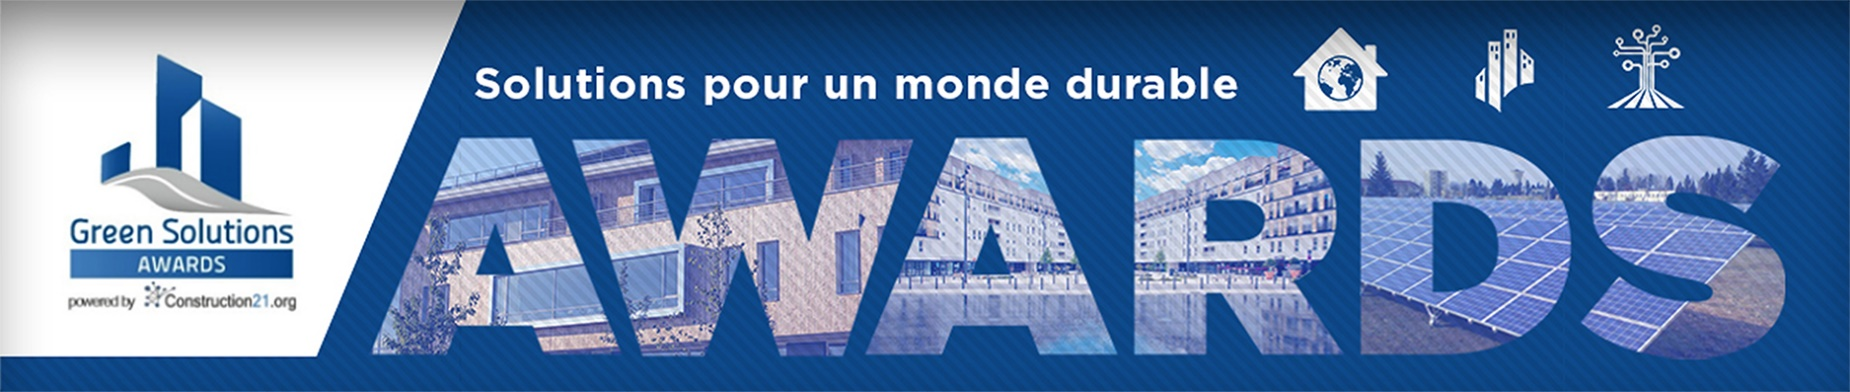 Green Solutions
AWARDS
powered by Construction21.org
Solutions pour un monde durable
AWARDS